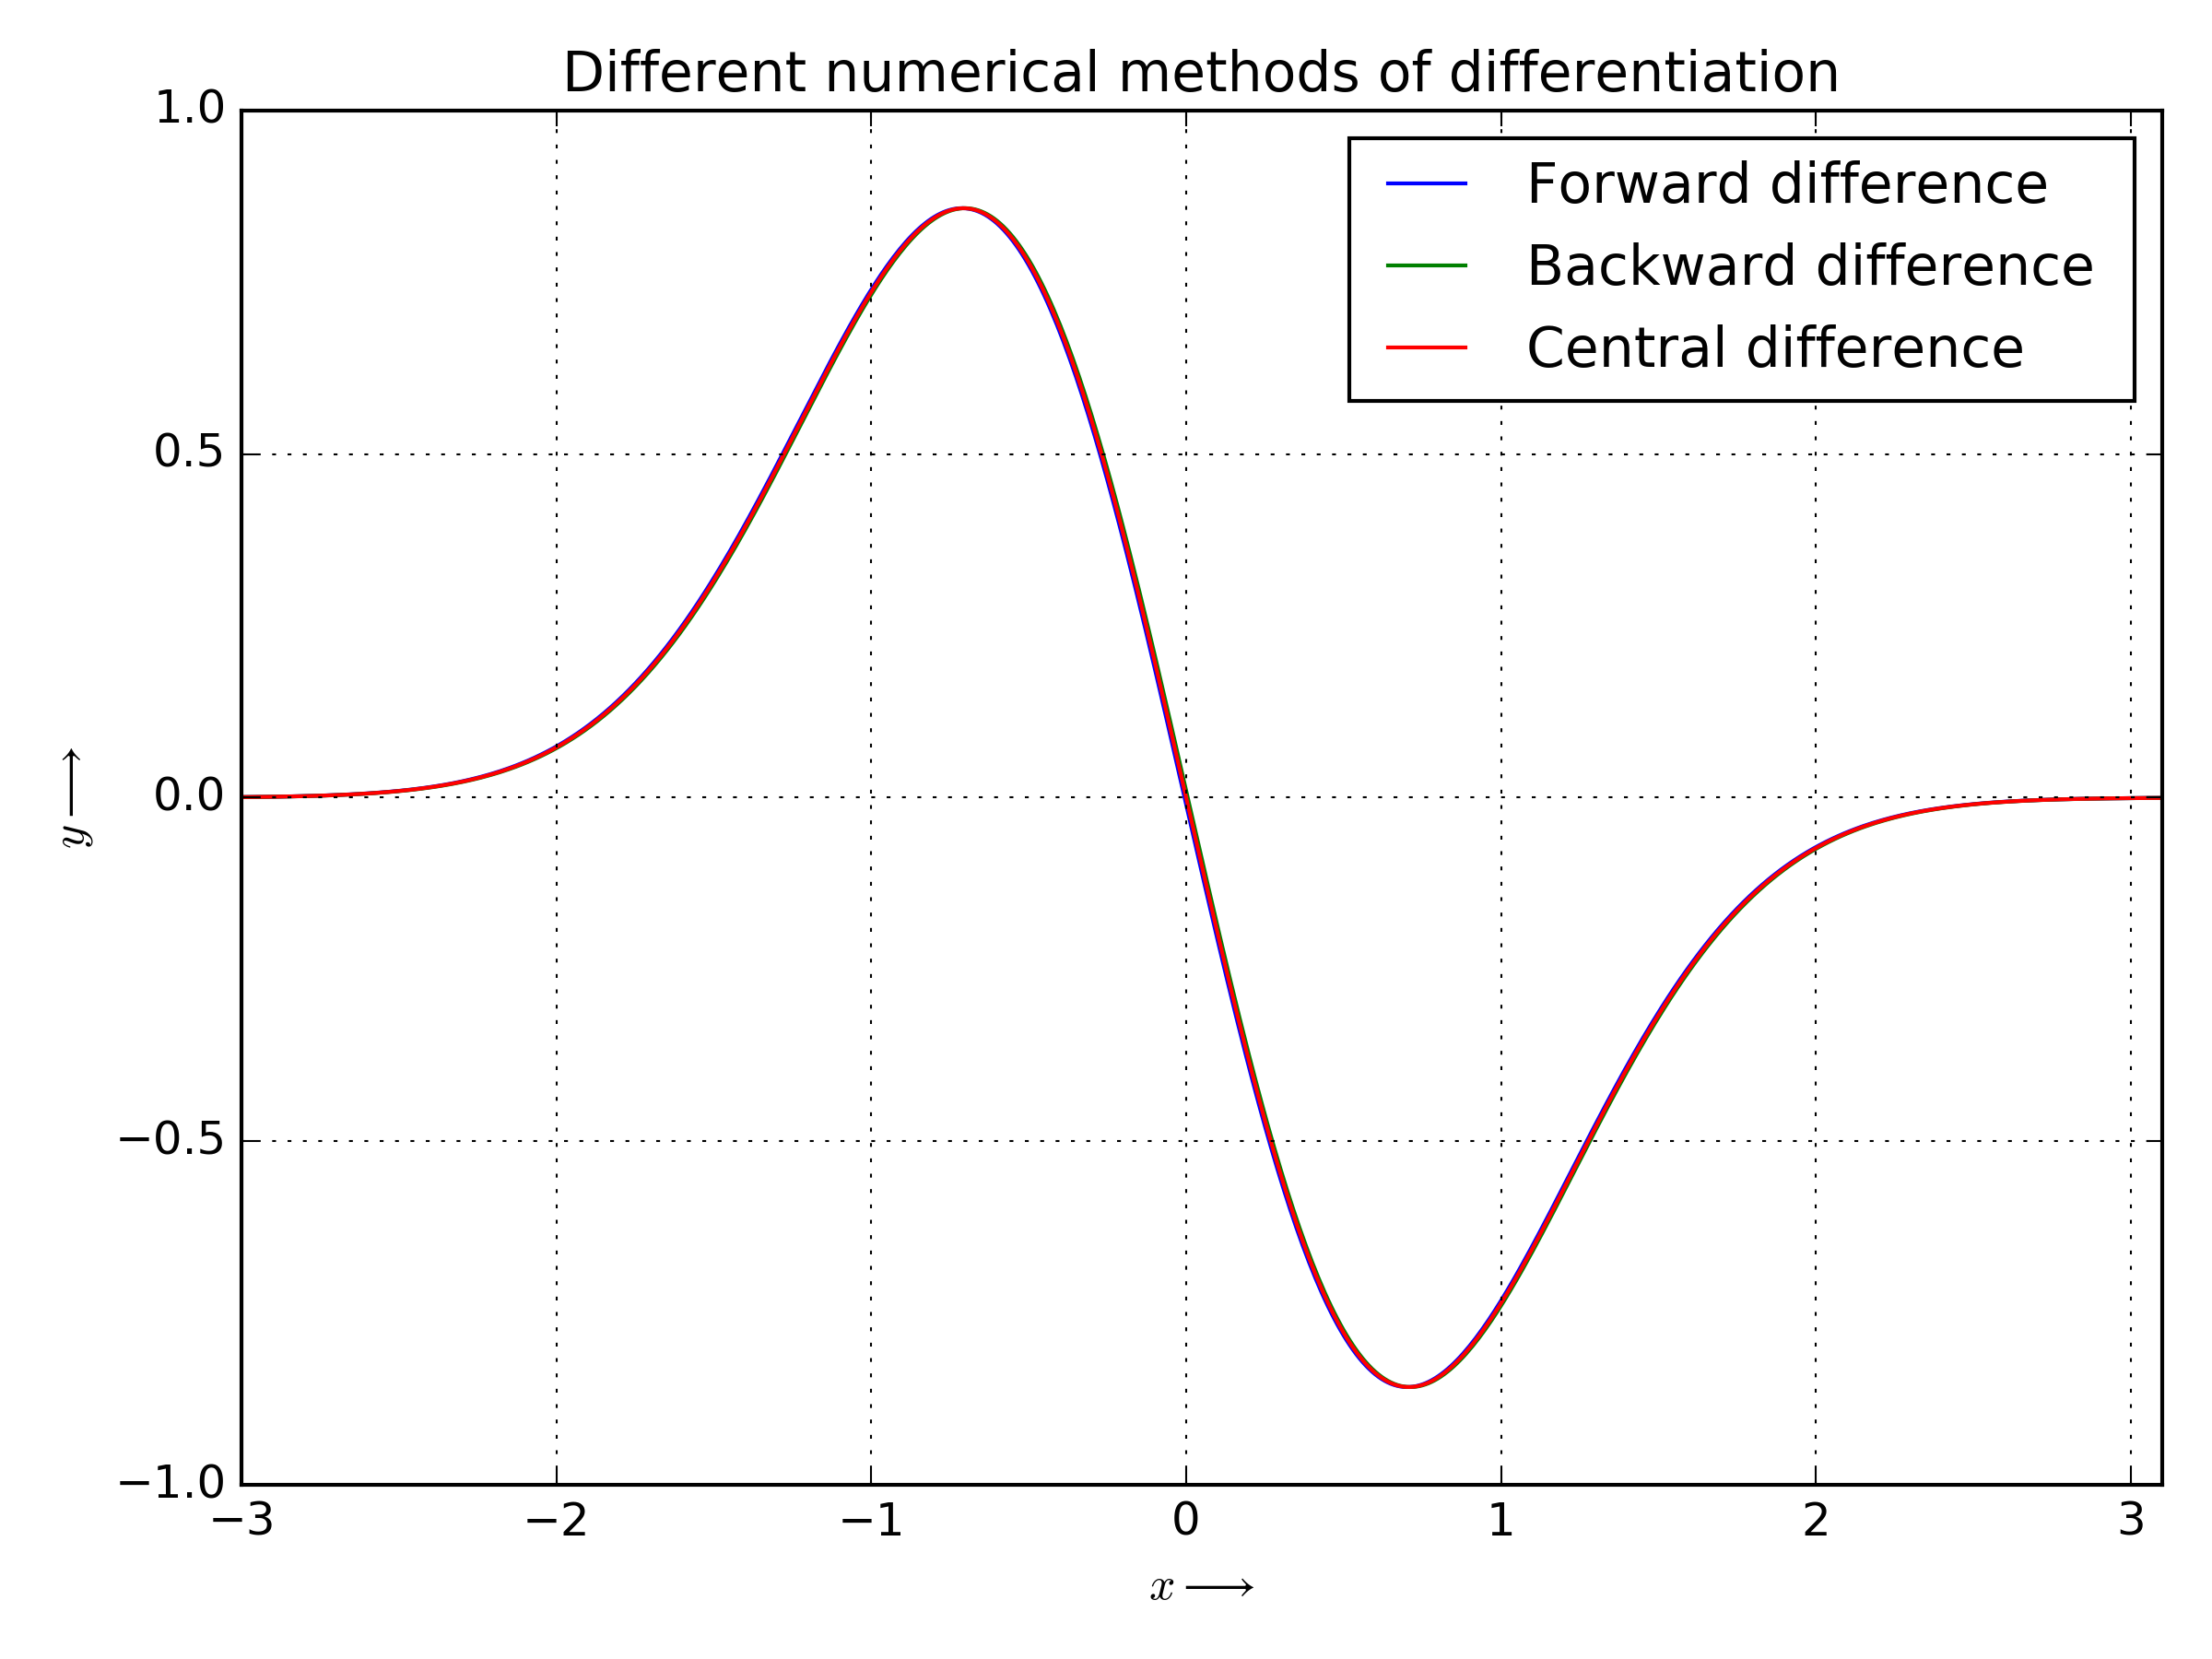 Different numerical methods of differentiation
1.0
0.5
0.0
−0.5
−1.0
y⟶
Forward difference
Backward difference
Central difference
−3 −2 −1 0 1 2 3
x⟶